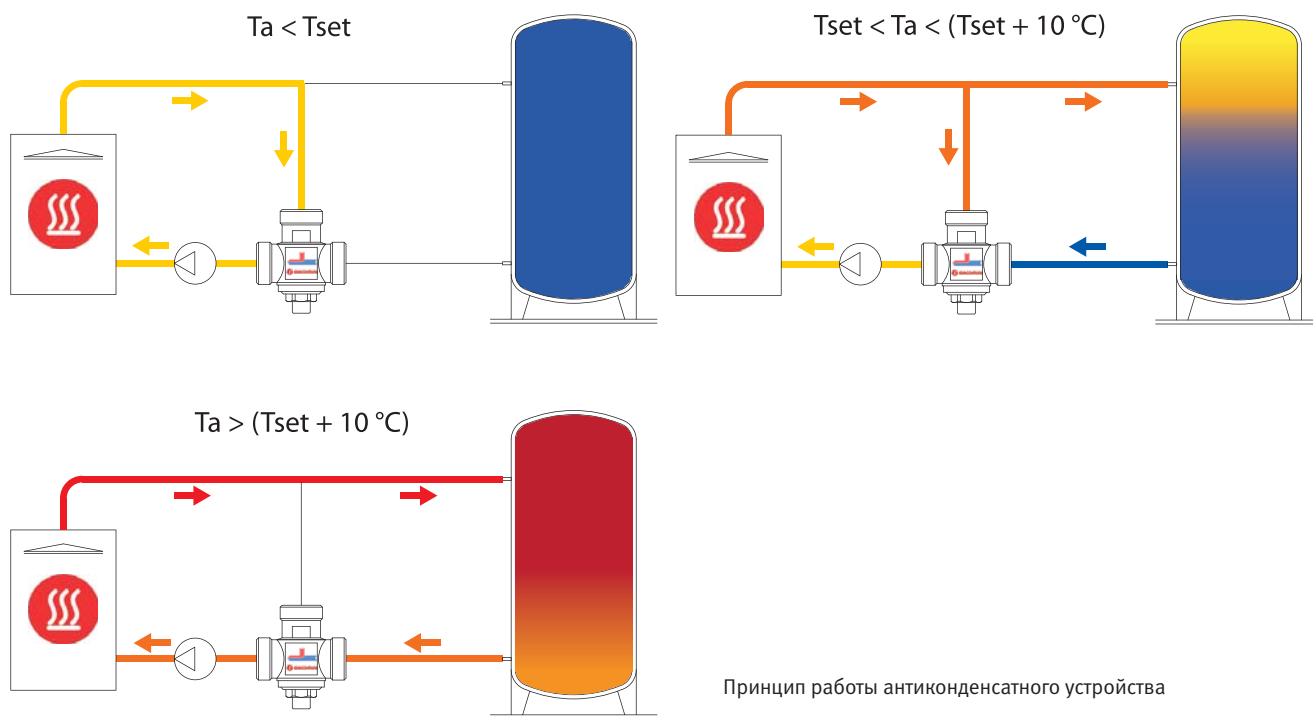 Ta < Tset
Tset < Ta < (Tset + 10 °C)
Ta > (Tset + 10 °C)
Принцип работы антиконденсатного устройства